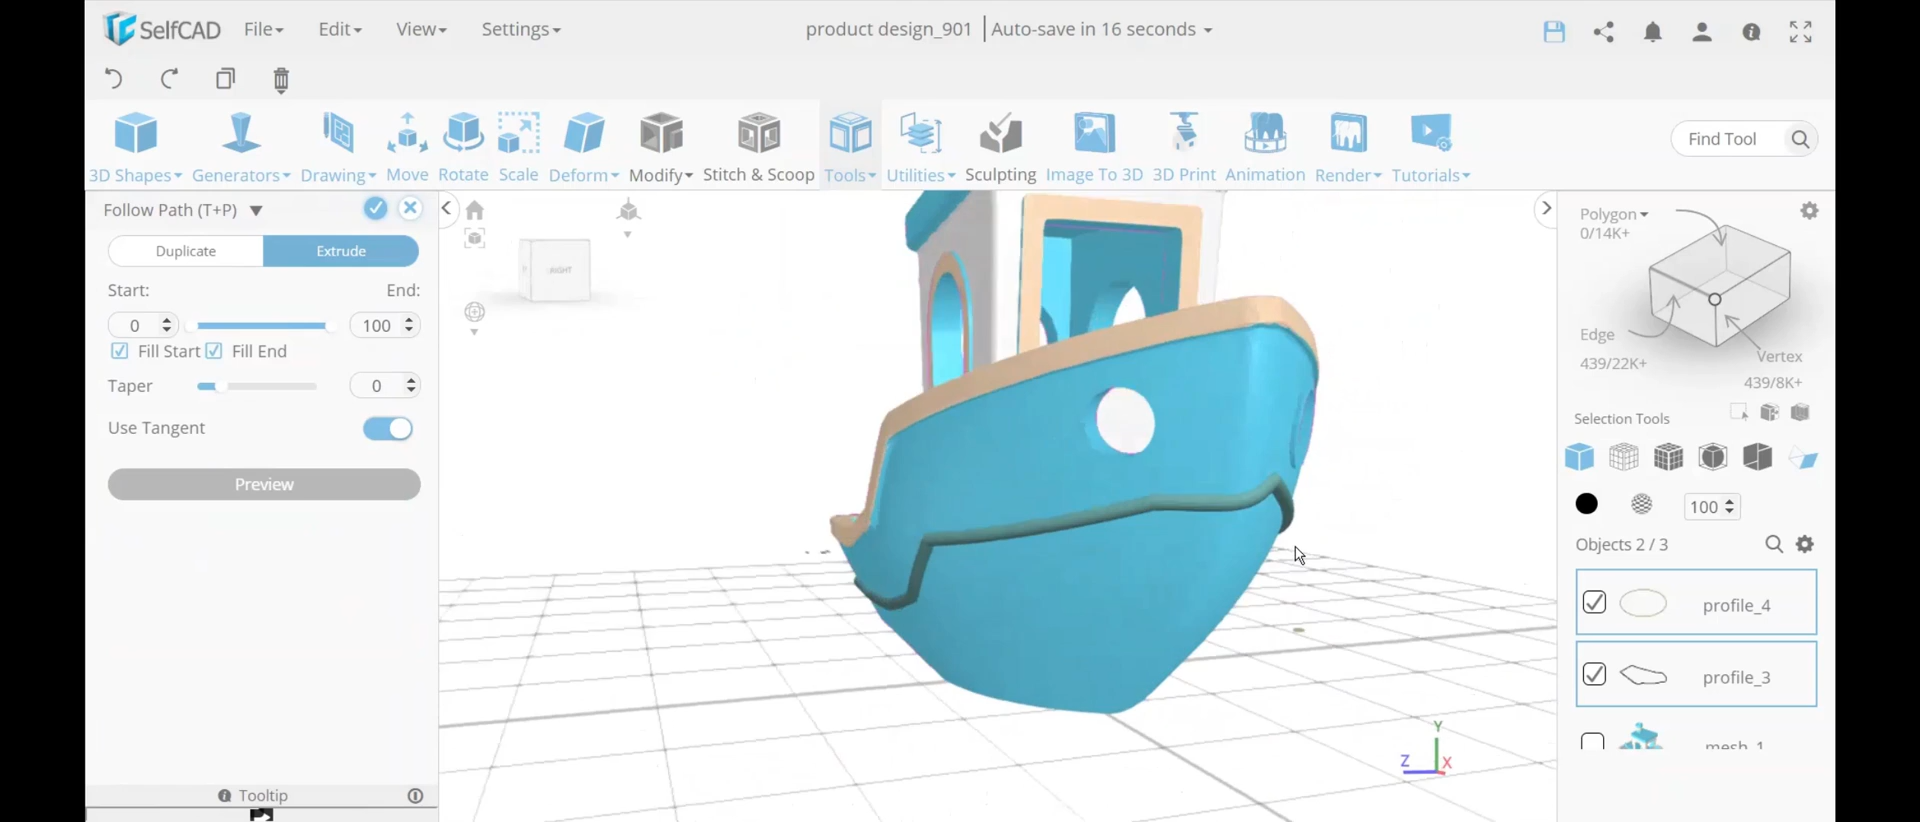 SelfCAD File Edit View Settings product design_901 Auto-save in 16 seconds
3D Shapes Generators Drawing Move Rotate Scale Deform Modify Stitch & Scoop Tools Utilities Sculpting Image To 3D 3D Print Animation Render Tutorials Find Tool
Follow Path (T+P)
Duplicate Extrude
Start: End:
0 100
Fill Start Fill End
Taper 0
Use Tangent
Preview
Tooltip
RIGHT
Y
Z X
Polygon
0/14K+
Edge
439/22K+
Vertex
439/8K+
Selection Tools
100
Objects 2 / 3
profile_4
profile_3
mesh_1